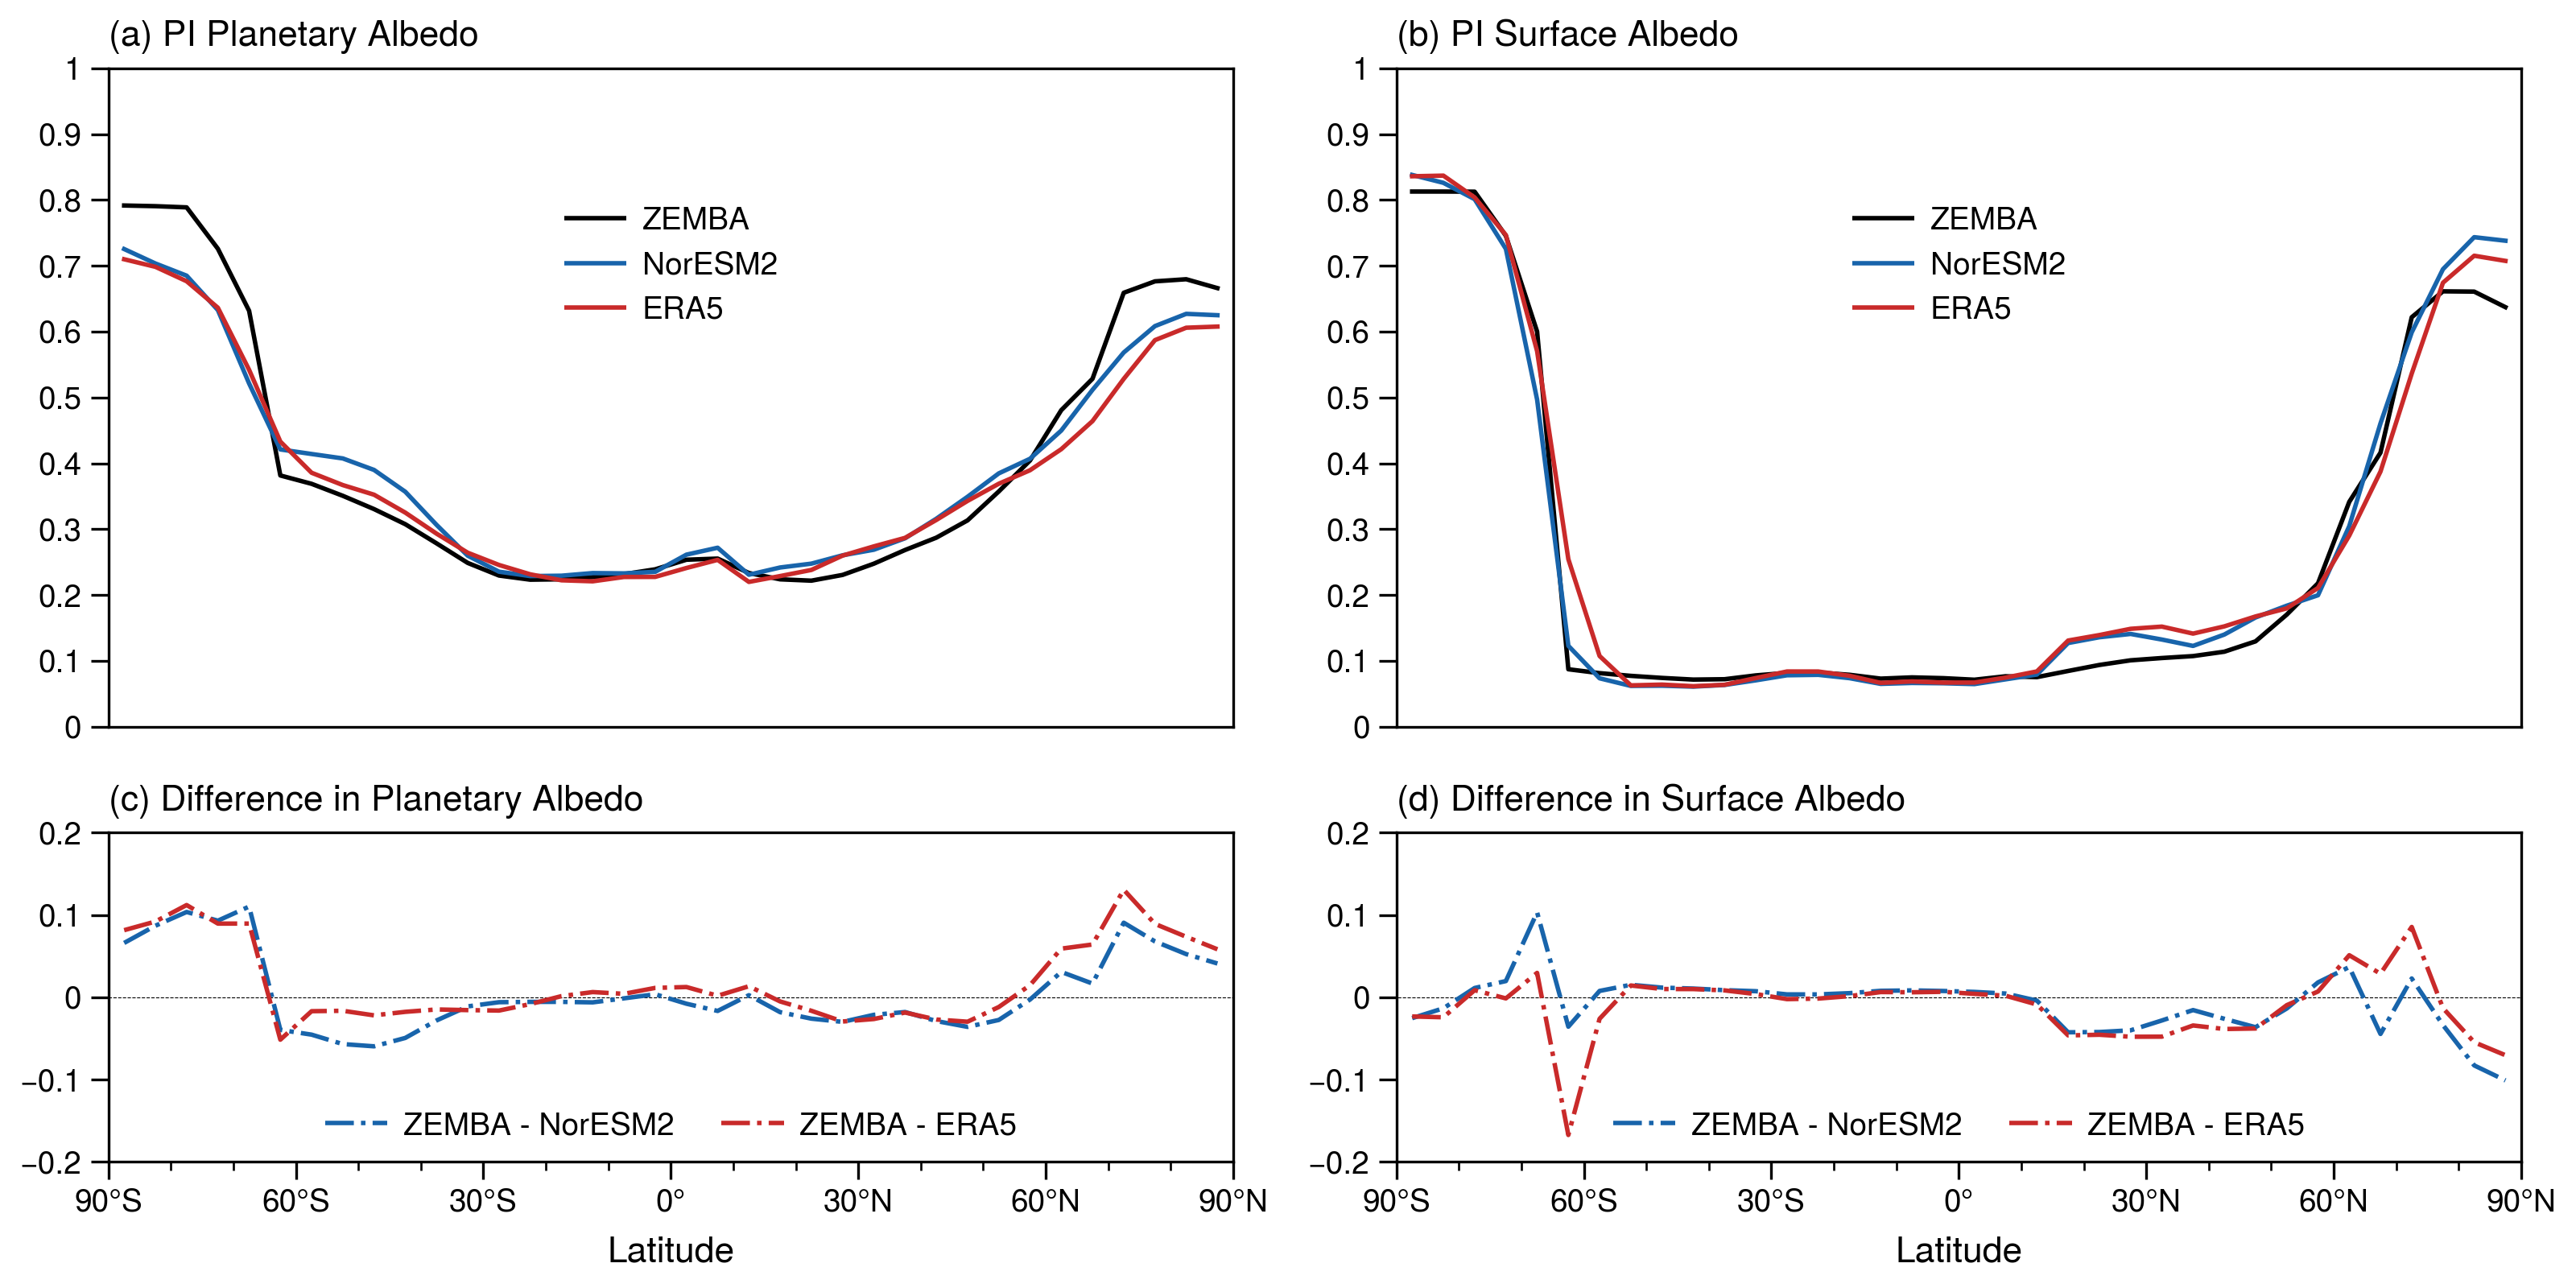 (a) PI Planetary Albedo
1
0.9
0.8
0.7
0.6
0.5
0.4
0.3
0.2
0.1
0
ZEMBA
NorESM2
ERA5
(b) PI Surface Albedo
1
0.9
0.8
0.7
0.6
0.5
0.4
0.3
0.2
0.1
0
ZEMBA
NorESM2
ERA5
(c) Difference in Planetary Albedo
0.2
0.1
0
−0.1
−0.2
ZEMBA - NorESM2 ZEMBA - ERA5
90°S 60°S 30°S 0° 30°N 60°N 90°N
Latitude
(d) Difference in Surface Albedo
0.2
0.1
0
−0.1
−0.2
ZEMBA - NorESM2 ZEMBA - ERA5
90°S 60°S 30°S 0° 30°N 60°N 90°N
Latitude